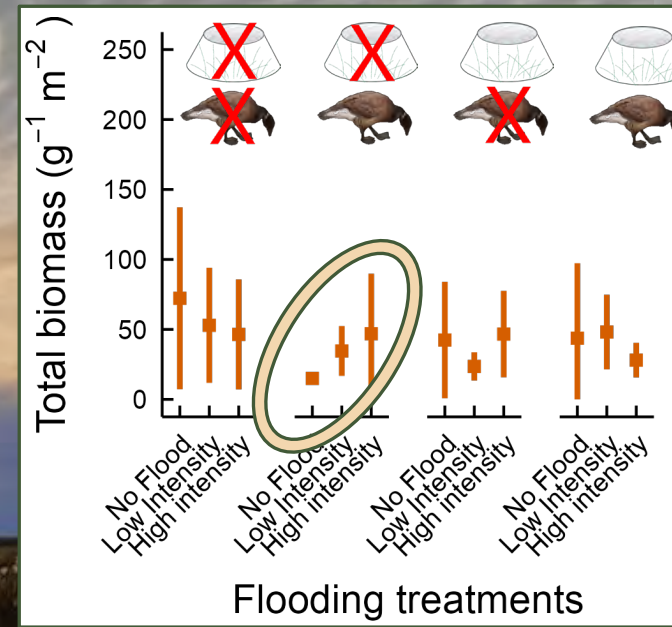 Total biomass (g⁻¹ m⁻²)
250
200
150
100
50
0
No Flood
Low Intensity
High intensity
No Flood
Low Intensity
High intensity
No Flood
Low Intensity
High intensity
No Flood
Low Intensity
High intensity
Flooding treatments